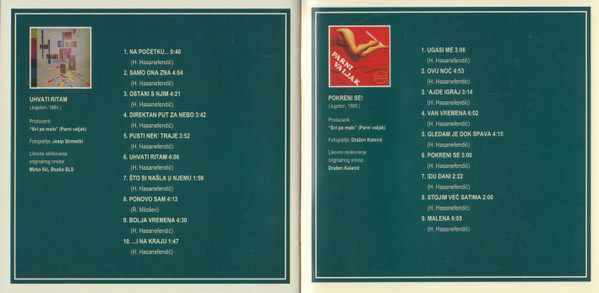 UHVATI RITAM
(Jugoton, 1984.)
Producenti:
"Svi po malo" (Parni valjak)
Fotografije: Josip Strmečki
Likovno oblikovanje
originalnog omota:
Mirko Ilić, Studio SLS
1. NA POČETKU... 0:40
(H. Hasanefendić)
2. SAMO ONA ZNA 4:04
(H. Hasanefendić)
3. OSTANI S NJIM 4:21
(H. Hasanefendić)
4. DIREKTAN PUT ZA NEBO 3:42
(H. Hasanefendić)
5. PUSTI NEK' TRAJE 3:52
(H. Hasanefendić)
6. UHVATI RITAM 4:06
(H. Hasanefendić)
7. ŠTO SI NAŠLA U NJEMU 1:59
(H. Hasanefendić)
8. PONOVO SAM 4:13
(R. Milošev)
9. BOLJA VREMENA 4:30
(H. Hasanefendić)
10. ...I NA KRAJU 1:47
(H. Hasanefendić)
PARNI
VALJAK
POKRENI SE!
(Jugoton, 1985.)
Producent:
"Svi po malo" (Parni valjak)
Fotografije: Dražen Kalenić
Likovno oblikovanje
originalnog omota:
Dražen Kalenić
1. UGASI ME 3:06
(H. Hasanefendić)
2. OVU NOĆ 4:53
(H. Hasanefendić)
3. 'AJDE IGRAJ 3:14
(H. Hasanefendić)
4. VAN VREMENA 6:02
(H. Hasanefendić)
5. GLEDAM JE DOK SPAVA 4:15
(H. Hasanefendić)
6. POKRENI SE 3:00
(H. Hasanefendić)
7. IDU DANI 2:22
(H. Hasanefendić)
8. STOJIM VEĆ SATIMA 2:00
(H. Hasanefendić)
9. MALENA 6:05
(H. Hasanefendić)